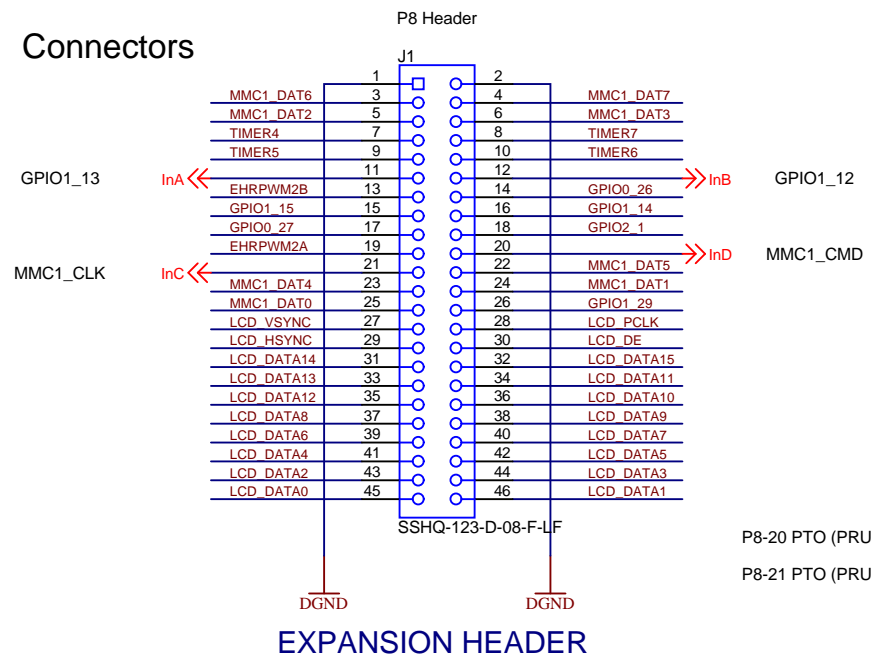 P8 Header
Connectors
J1
1 2
MMC1_DAT6 3 4 MMC1_DAT7
MMC1_DAT2 5 6 MMC1_DAT3
TIMER4 7 8 TIMER7
TIMER5 9 10 TIMER6
GPIO1_13 InA 11 12 InB GPIO1_12
EHRPWM2B 13 14 GPIO0_26
GPIO1_15 15 16 GPIO1_14
GPIO0_27 17 18 GPIO2_1
EHRPWM2A 19 20 InD MMC1_CMD
MMC1_CLK InC 21 22 MMC1_DAT5
MMC1_DAT4 23 24 MMC1_DAT1
MMC1_DAT0 25 26 GPIO1_29
LCD_VSYNC 27 28 LCD_PCLK
LCD_HSYNC 29 30 LCD_DE
LCD_DATA14 31 32 LCD_DATA15
LCD_DATA13 33 34 LCD_DATA11
LCD_DATA12 35 36 LCD_DATA10
LCD_DATA8 37 38 LCD_DATA9
LCD_DATA6 39 40 LCD_DATA7
LCD_DATA4 41 42 LCD_DATA5
LCD_DATA2 43 44 LCD_DATA3
LCD_DATA0 45 46 LCD_DATA1
SSHQ-123-D-08-F-LF
P8-20 PTO (PRU
P8-21 PTO (PRU
DGND DGND
EXPANSION HEADER